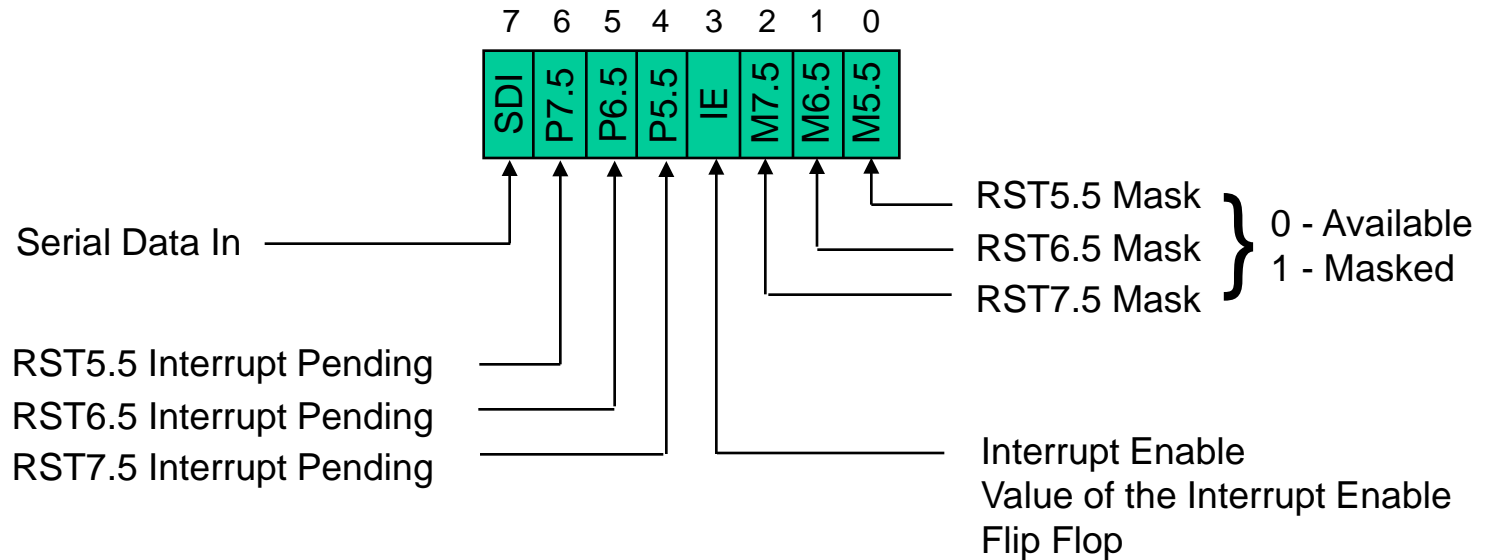 7 6 5 4 3 2 1 0
SDI P7.5 P6.5 P5.5 IE M7.5 M6.5 M5.5
Serial Data In
RST5.5 Interrupt Pending
RST6.5 Interrupt Pending
RST7.5 Interrupt Pending
RST5.5 Mask
RST6.5 Mask
RST7.5 Mask
} 0 - Available
1 - Masked
Interrupt Enable
Value of the Interrupt Enable
Flip Flop